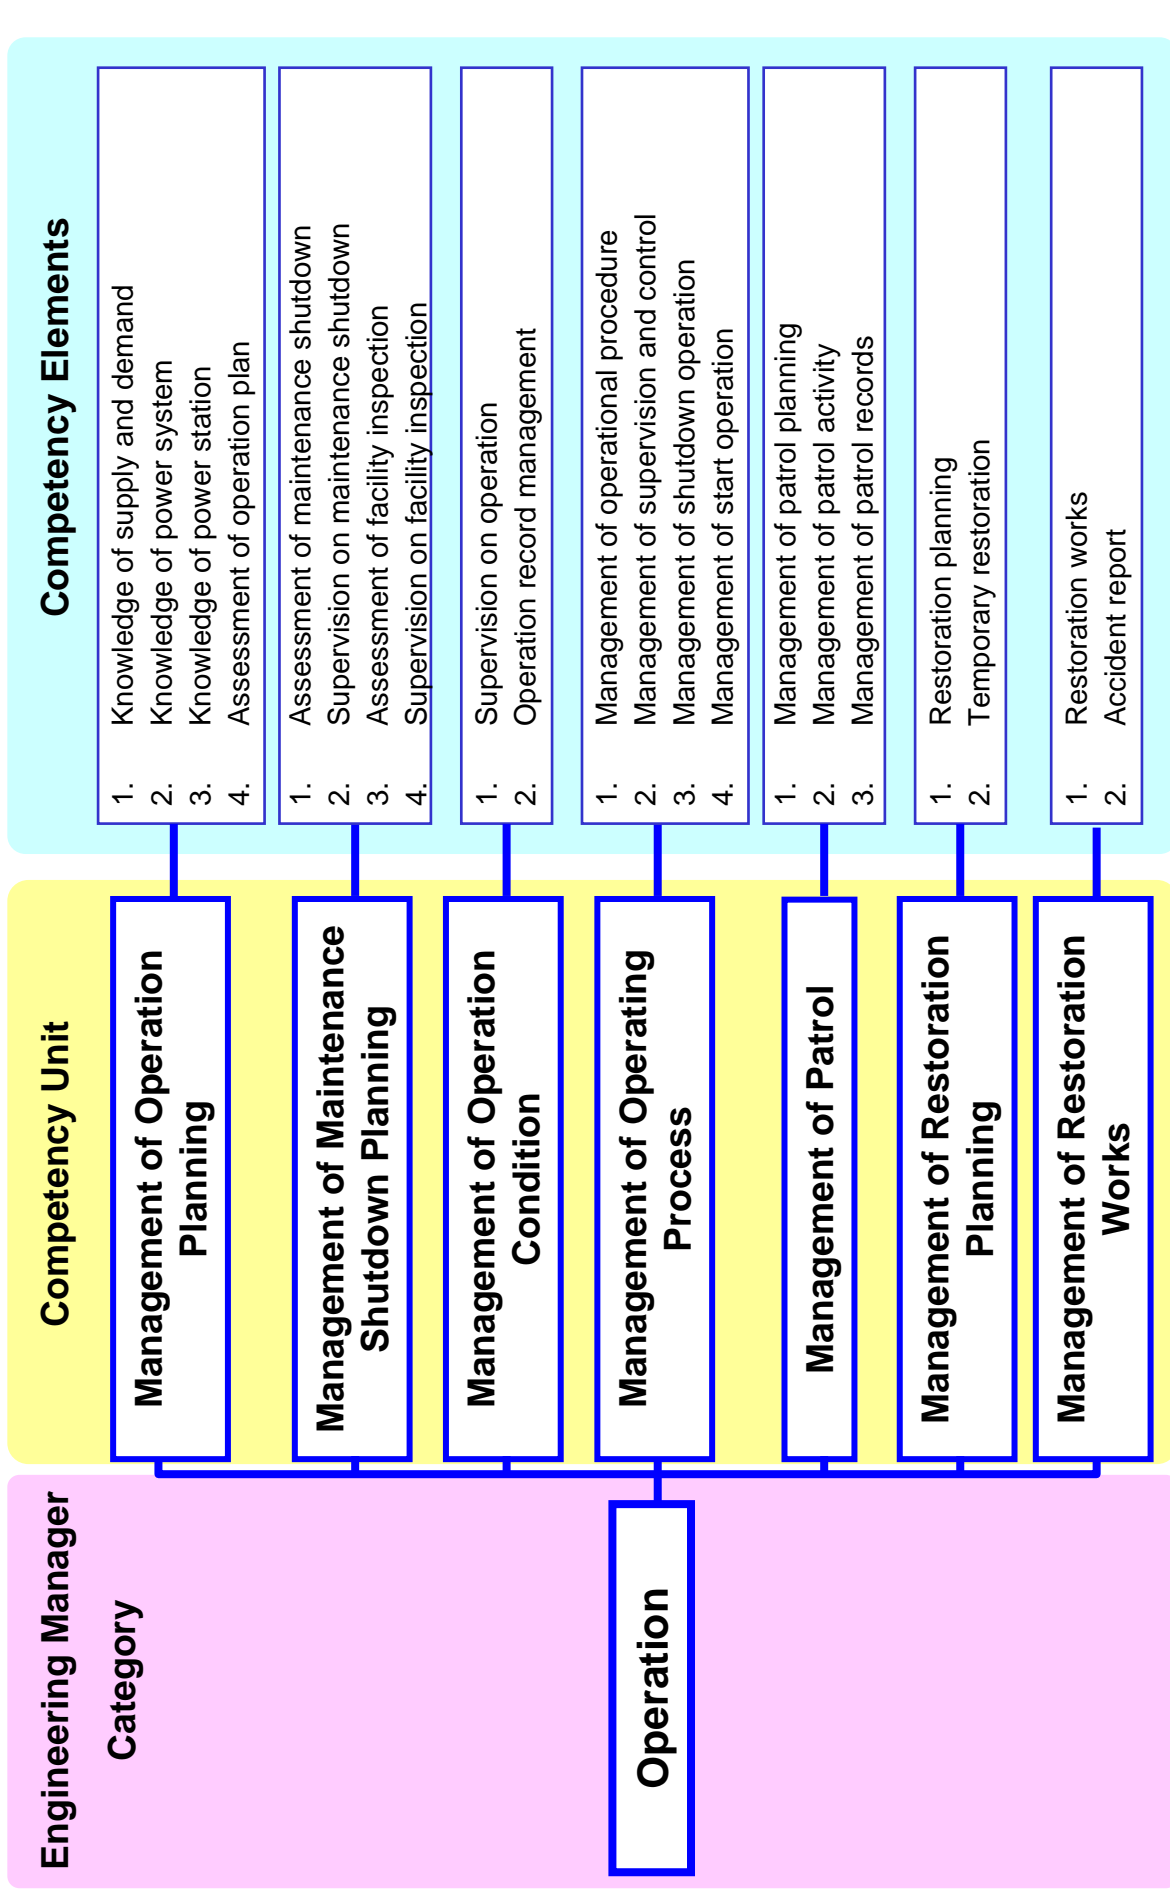 Engineering Manager
Category
Competency Unit
Competency Elements
Operation
Management of Operation
Planning
1. Knowledge of supply and demand
2. Knowledge of power system
3. Knowledge of power station
4. Assessment of operation plan
Management of Maintenance
Shutdown Planning
1. Assessment of maintenance shutdown
2. Supervision on maintenance shutdown
3. Assessment of facility inspection
4. Supervision on facility inspection
Management of Operation
Condition
1. Supervision on operation
2. Operation record management
Management of Operating
Process
1. Management of operational procedure
2. Management of supervision and control
3. Management of shutdown operation
4. Management of start operation
Management of Patrol
1. Management of patrol planning
2. Management of patrol activity
3. Management of patrol records
Management of Restoration
Planning
1. Restoration planning
2. Temporary restoration
Management of Restoration
Works
1. Restoration works
2. Accident report